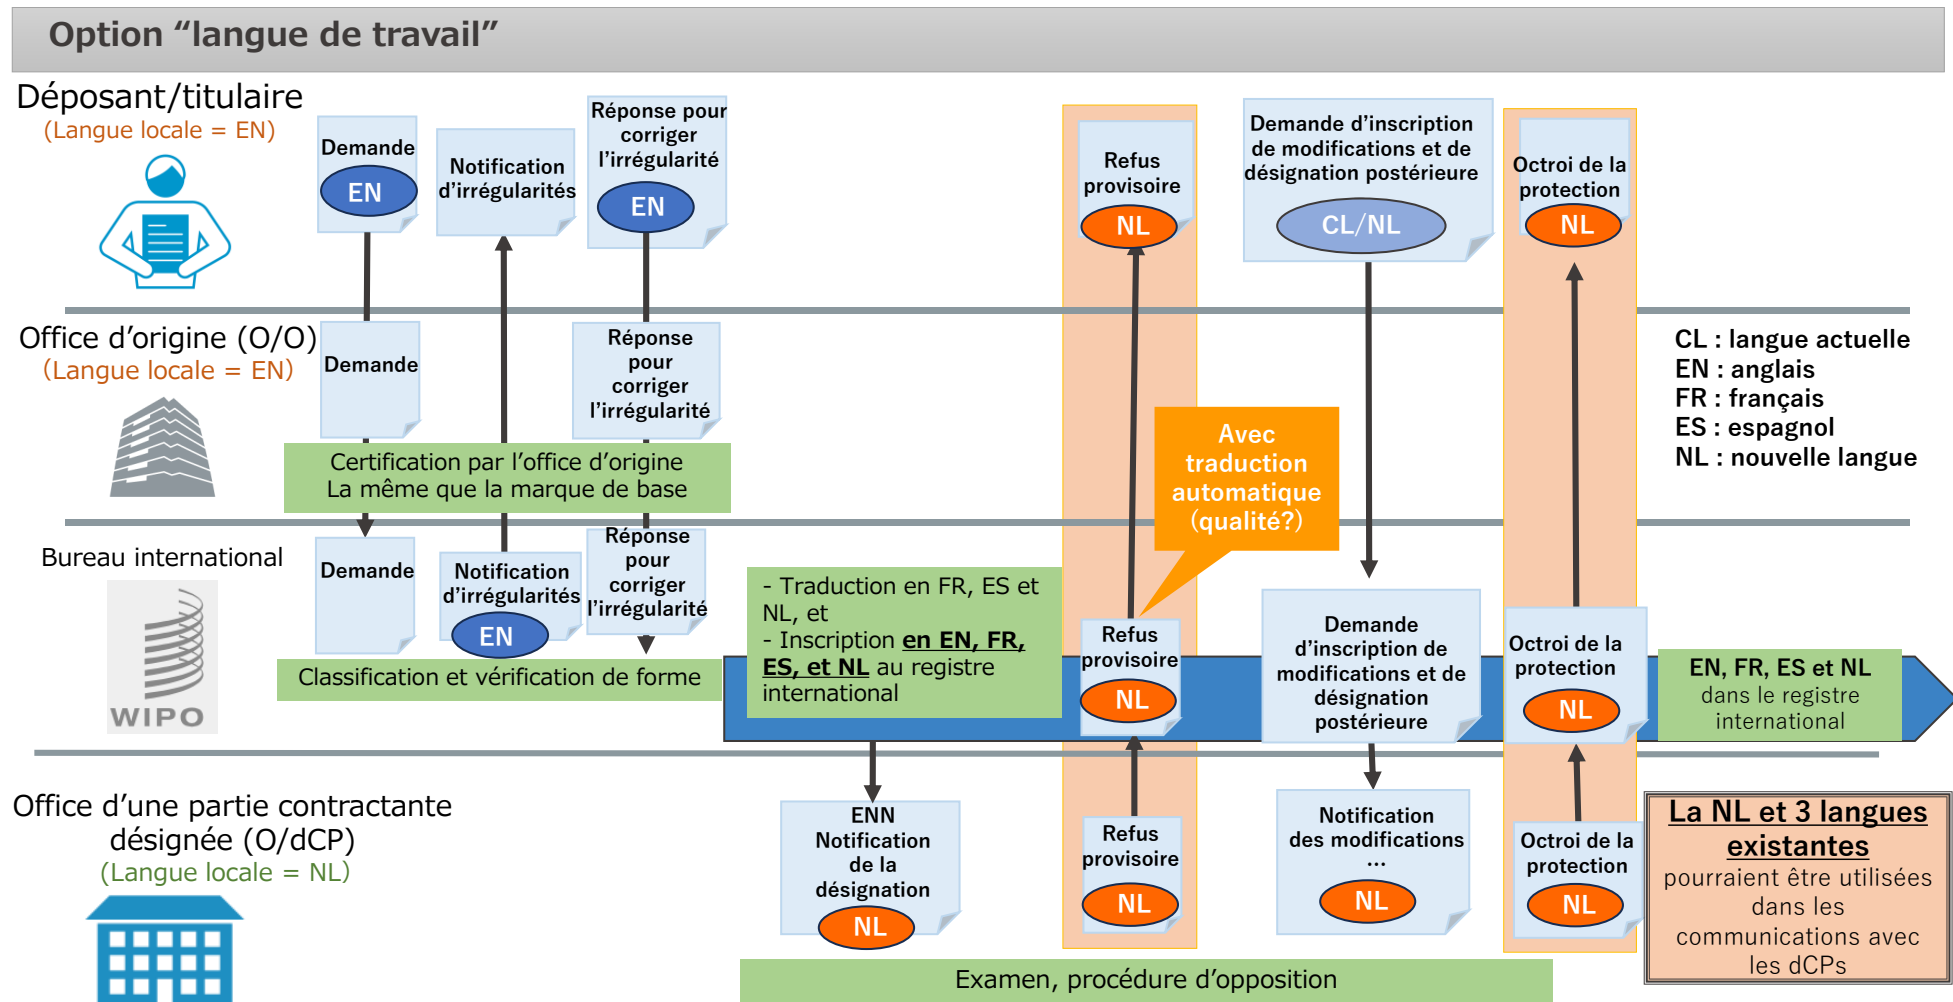 Option “langue de travail”
Déposant/titulaire
(Langue locale = EN)
Demande
EN
Notification
d’irrégularités
Réponse pour
corriger
l’irrégularité
EN
Refus
provisoire
NL
Demande d’inscription
de modifications et de
désignation postérieure
CL/NL
Octroi de la
protection
NL
Office d’origine (O/O)
(Langue locale = EN)
Demande
Réponse
pour
corriger
l’irrégularité
Certification par l’office d’origine
La même que la marque de base
Avec
traduction
automatique
(qualité?)
CL : langue actuelle
EN : anglais
FR : français
ES : espagnol
NL : nouvelle langue
Bureau international
WIPO
Demande
Notification
d’irrégularités
EN
Réponse
pour
corriger
l’irrégularité
Classification et vérification de forme
- Traduction en FR, ES et
NL, et
- Inscription en EN, FR,
ES, et NL au registre
international
Refus
provisoire
NL
Demande
d’inscription de
modifications et de
désignation
postérieure
Octroi de la
protection
NL
EN, FR, ES et NL
dans le registre
international
Office d’une partie contractante
désignée (O/dCP)
(Langue locale = NL)
ENN
Notification
de la
désignation
NL
Refus
provisoire
NL
Notification
des modifications
...
NL
Octroi de la
protection
NL
La NL et 3 langues
existantes
pourraient être utilisées
dans les
communications avec
les dCPs
Examen, procédure d’opposition